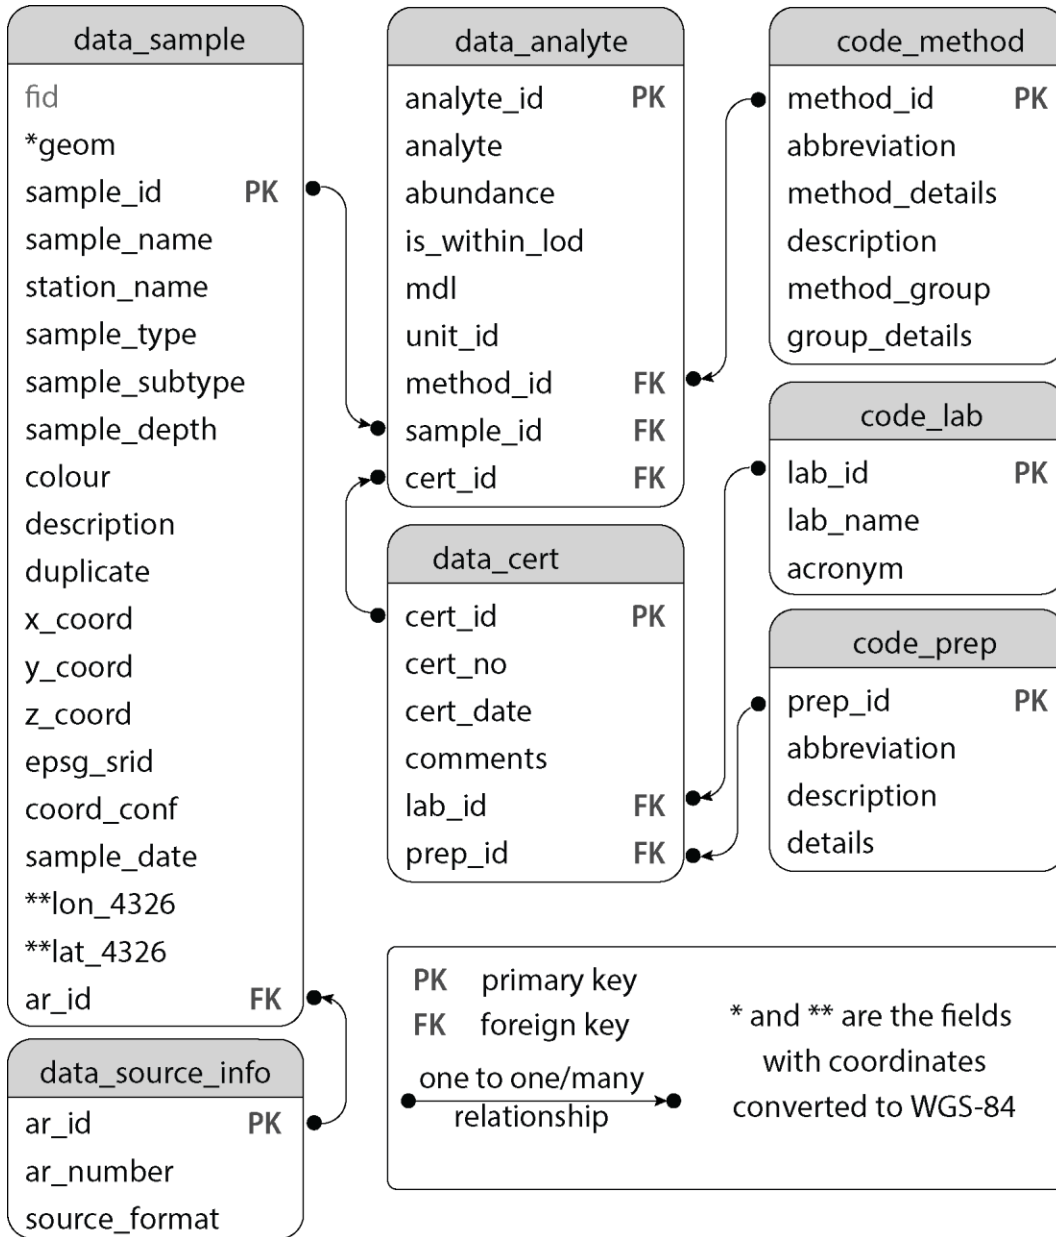 data_sample
fid
*geom
sample_id PK
sample_name
station_name
sample_type
sample_subtype
sample_depth
colour
description
duplicate
x_coord
y_coord
z_coord
epsg_srid
coord_conf
sample_date
**lon_4326
**lat_4326
ar_id FK
data_source_info
ar_id PK
ar_number
source_format
data_analyte
analyte_id PK
analyte
abundance
is_within_lod
mdl
unit_id
method_id FK
sample_id FK
cert_id FK
data_cert
cert_id PK
cert_no
cert_date
comments
lab_id FK
prep_id FK
code_method
method_id PK
abbreviation
method_details
description
method_group
group_details
code_lab
lab_id PK
lab_name
acronym
code_prep
prep_id PK
abbreviation
description
details
PK primary key
FK foreign key
one to one/many
relationship
* and ** are the fields
with coordinates
converted to WGS-84